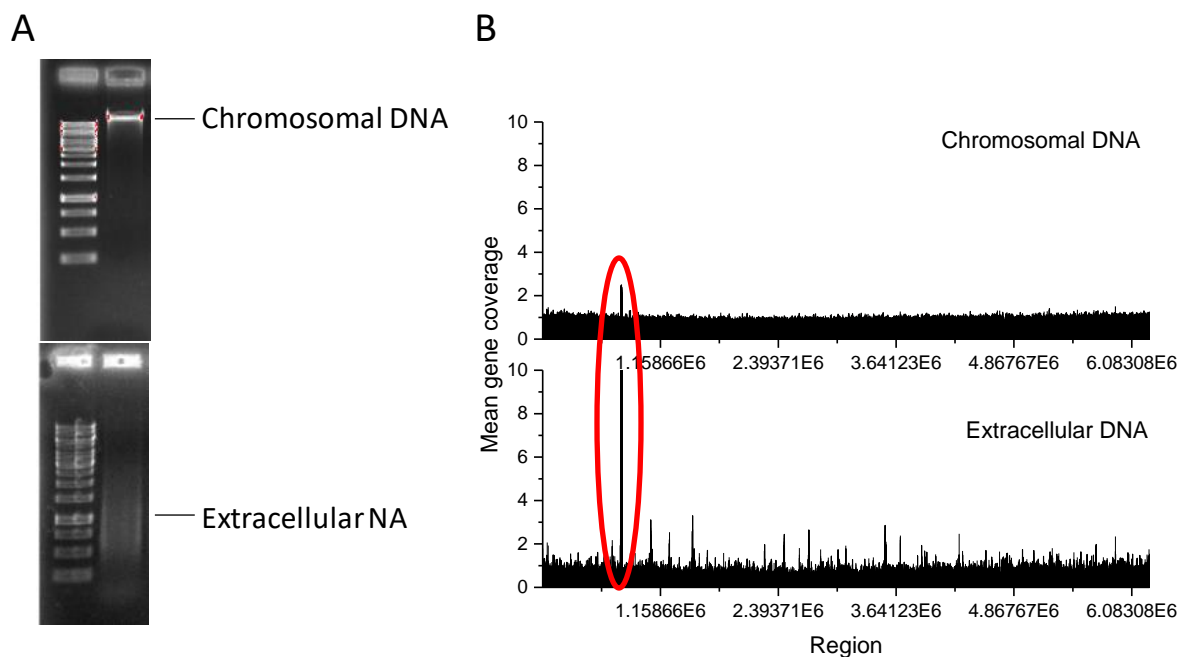 A
Chromosomal DNA
Extracellular NA
B
Mean gene coverage
10
8
6
4
2
0
Chromosomal DNA
1.15866E6 2.39371E6 3.64123E6 4.86767E6 6.08308E6
10
8
6
4
2
0
Extracellular DNA
1.15866E6 2.39371E6 3.64123E6 4.86767E6 6.08308E6
Region